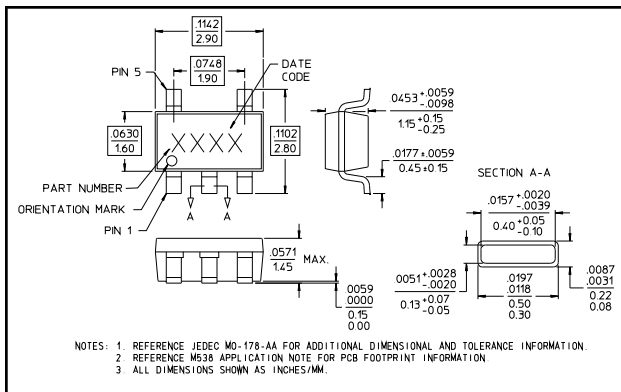 .1142
2.90
.0748
1.90
PIN 5
DATE
CODE
.0630
1.60
XXXX
.1102
2.80
PART NUMBER
ORIENTATION MARK
PIN 1
A
A
.0453 +.0059
-.0098
1.15 +0.15
-0.25
.0177 ±.0059
0.45 ±0.15
SECTION A-A
.0157 +.0020
-.0039
0.40 +0.05
-0.10
.0571
1.45
MAX.
.0059
.0000
0.15
0.00
.0051 +.0028
-.0020
0.13 +0.07
-0.05
.0197
.0118
0.50
0.30
.0087
.0031
0.22
0.08
NOTES: 1. REFERENCE JEDEC MO-178-AA FOR ADDITIONAL DIMENSIONAL AND TOLERANCE INFORMATION.
2. REFERENCE M538 APPLICATION NOTE FOR PCB FOOTPRINT INFORMATION.
3. ALL DIMENSIONS SHOWN AS INCHES/MM.